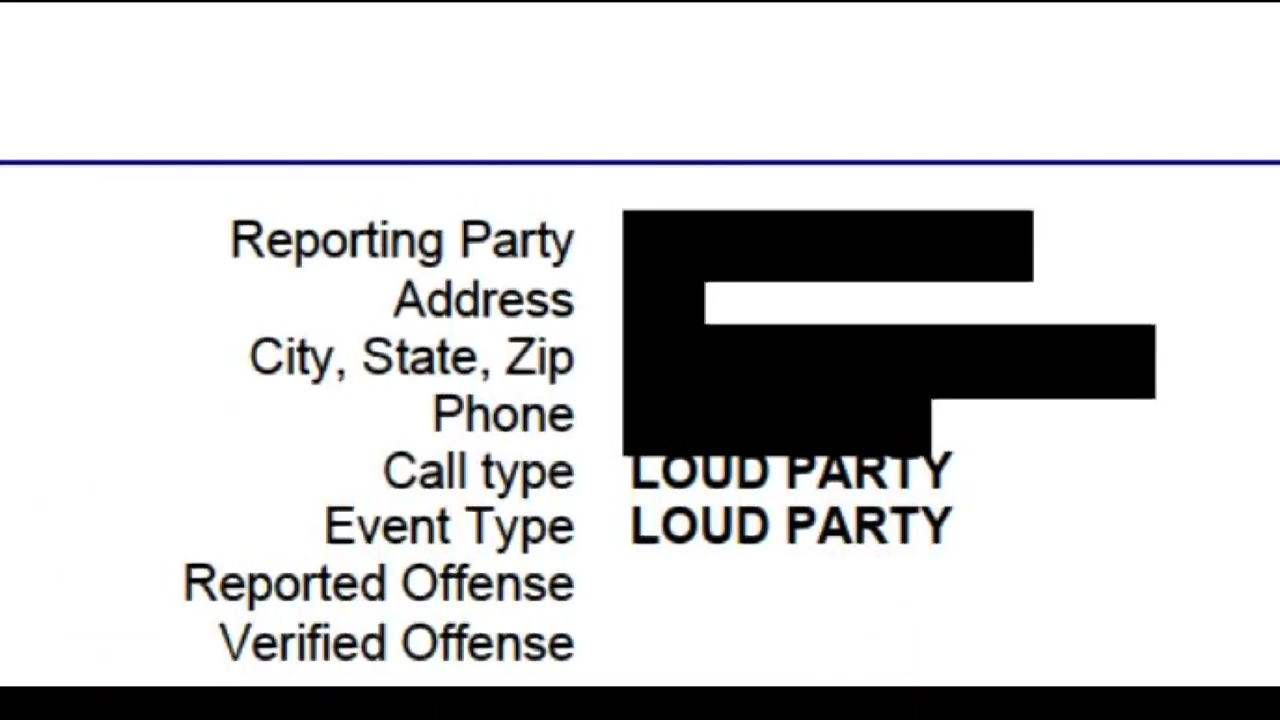 Reporting Party
Address
City, State, Zip
Phone
Call type LOUD PARTY
Event Type LOUD PARTY
Reported Offense
Verified Offense